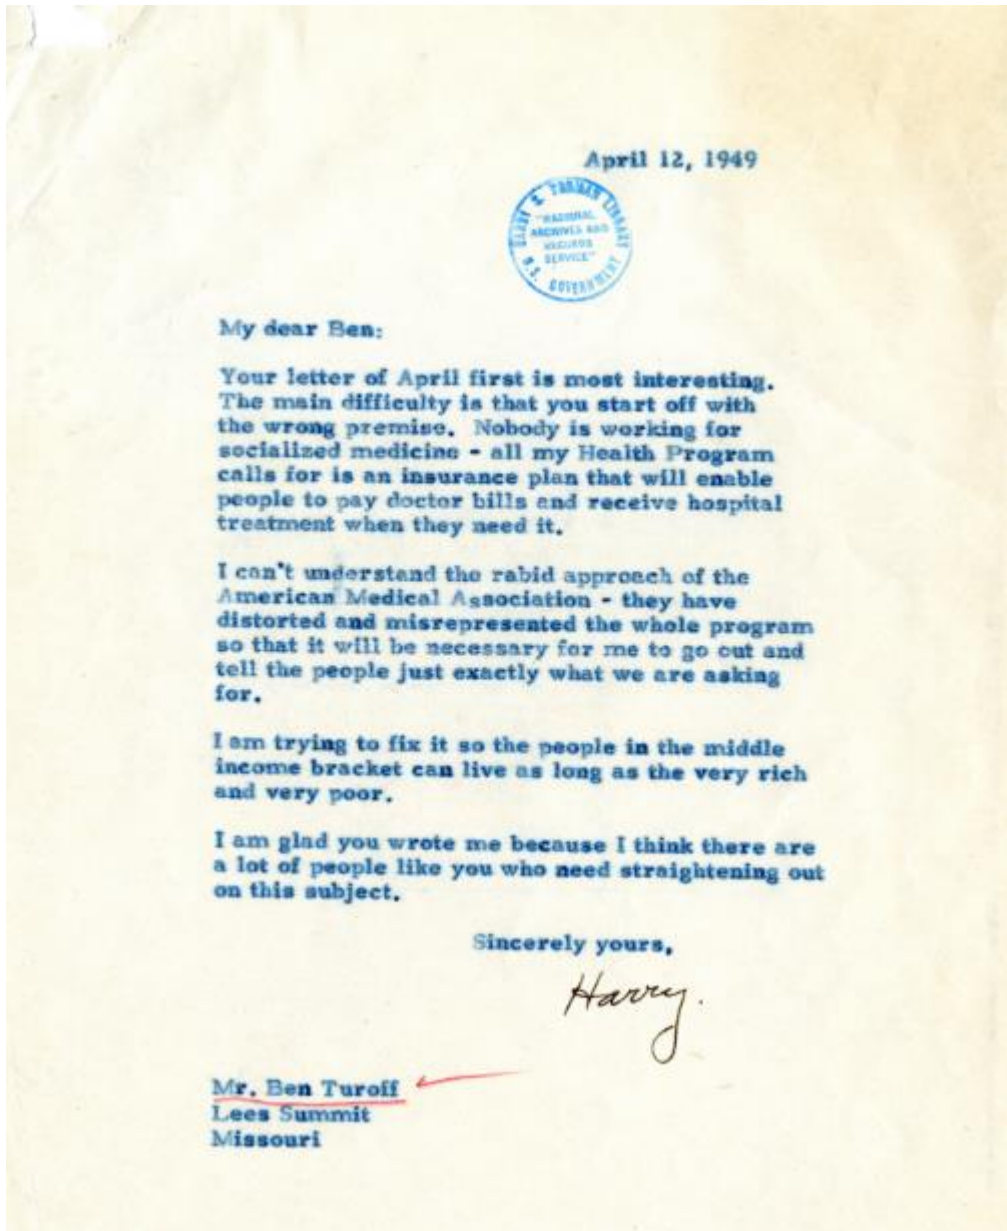 April 12, 1949
HARRY S. TRUMAN LIBRARY
"NATIONAL
ARCHIVES AND
RECORDS
SERVICE"
U.S. GOVERNMENT
My dear Ben:
Your letter of April first is most interesting.
The main difficulty is that you start off with
the wrong premise. Nobody is working for
socialized medicine - all my Health Program
calls for is an insurance plan that will enable
people to pay doctor bills and receive hospital
treatment when they need it.
I can't understand the rabid approach of the
American Medical Association - they have
distorted and misrepresented the whole program
so that it will be necessary for me to go out and
tell the people just exactly what we are asking
for.
I am trying to fix it so the people in the middle
income bracket can live as long as the very rich
and very poor.
I am glad you wrote me because I think there are
a lot of people like you who need straightening out
on this subject.
Sincerely yours,
Harry.
Mr. Ben Turoff
Lees Summit
Missouri